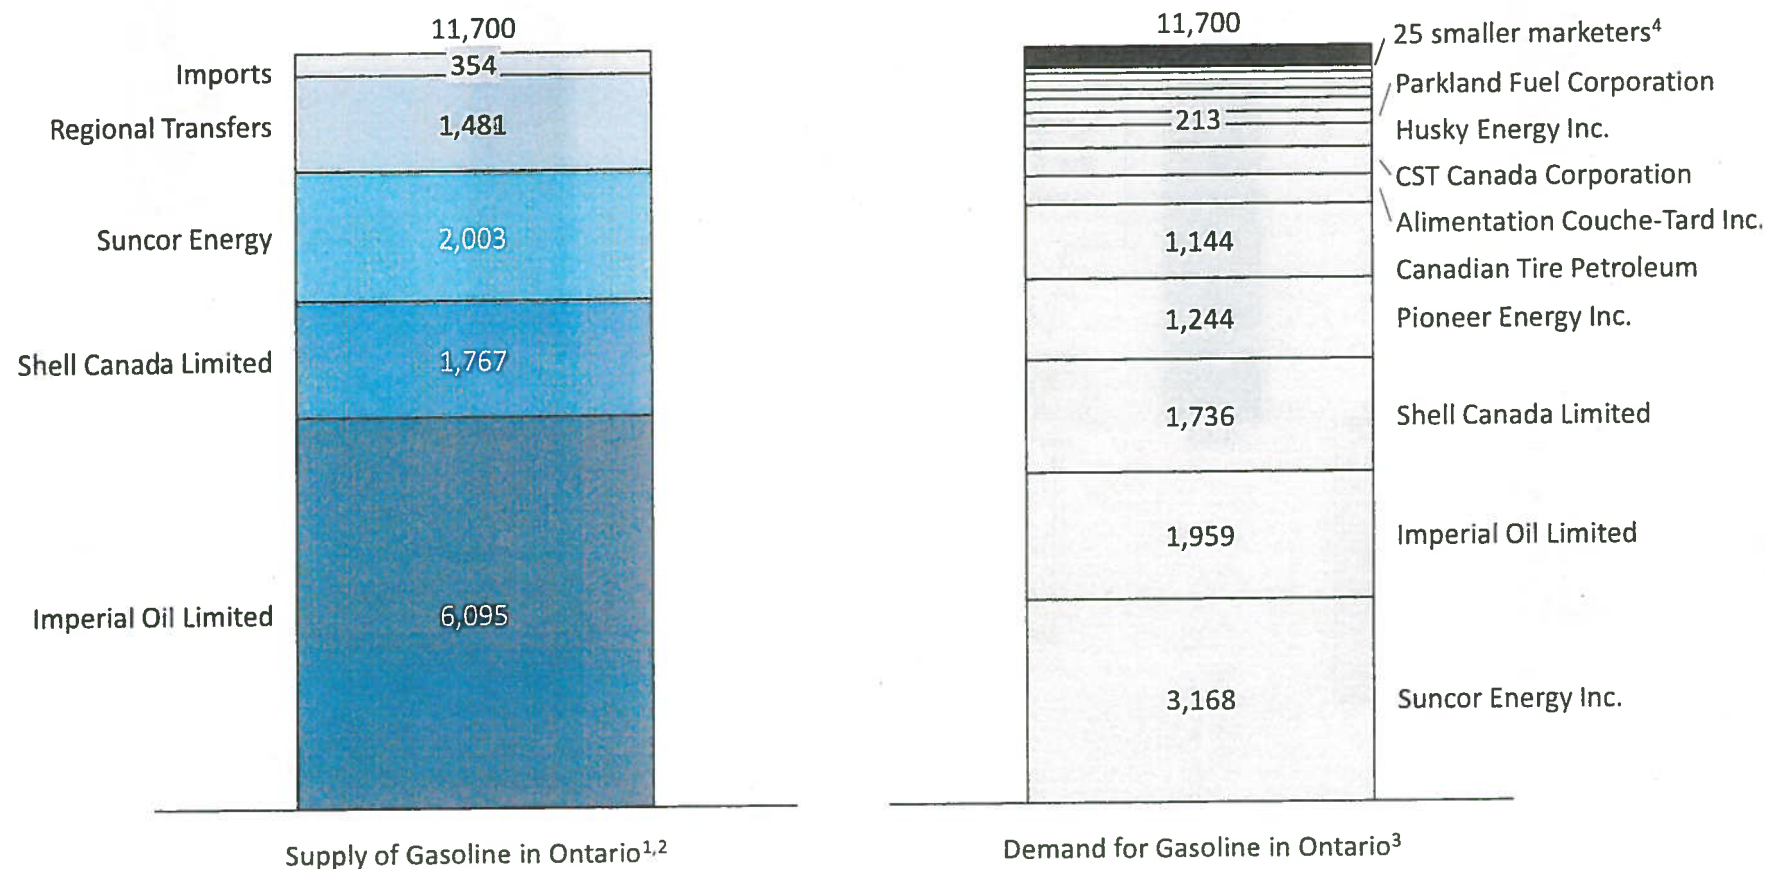 11,700
Imports 354
Regional Transfers 1,481
Suncor Energy 2,003
Shell Canada Limited 1,767
Imperial Oil Limited 6,095
Supply of Gasoline in Ontario1,2
11,700
25 smaller marketers4
Parkland Fuel Corporation
213 Husky Energy Inc.
CST Canada Corporation
Alimentation Couche-Tard Inc.
1,144 Canadian Tire Petroleum
1,244 Pioneer Energy Inc.
1,736 Shell Canada Limited
1,959 Imperial Oil Limited
3,168 Suncor Energy Inc.
Demand for Gasoline in Ontario3